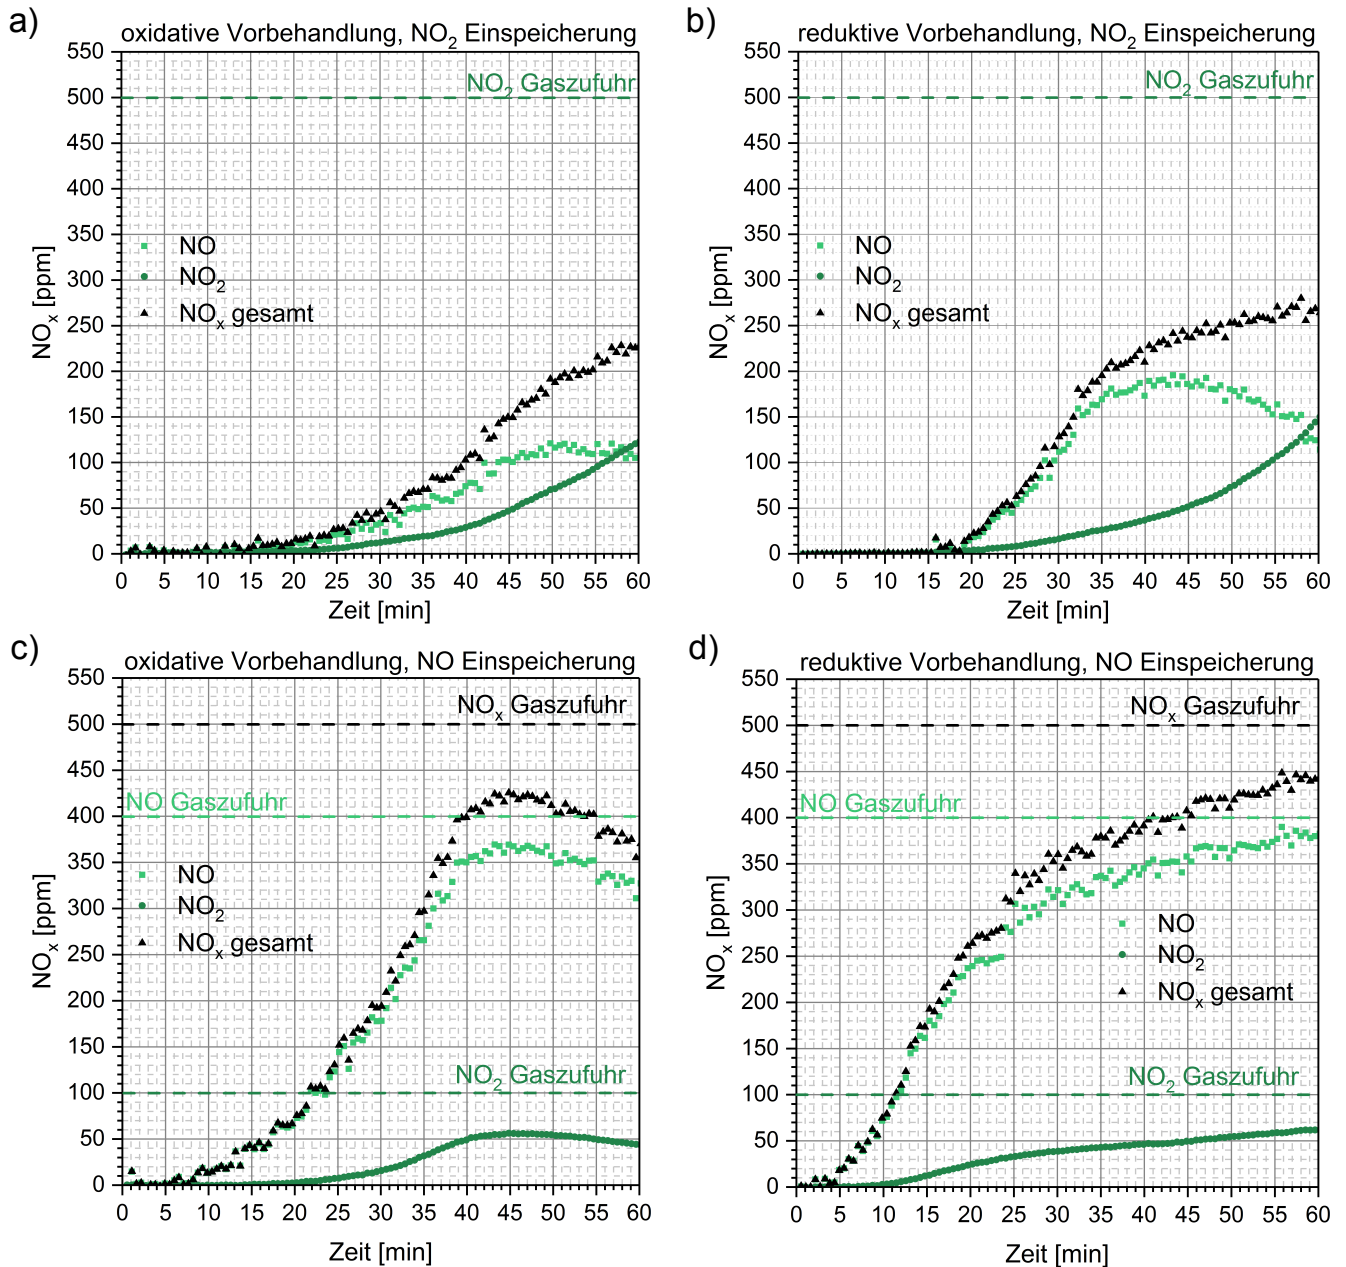 a)
oxidative Vorbehandlung, NO₂ Einspeicherung
550
500
450
400
350
300
250
200
150
100
50
0
NOₓ [ppm]
NO₂ Gaszufuhr
NO
NO₂
NOₓ gesamt
0 5 10 15 20 25 30 35 40 45 50 55 60
Zeit [min]
b)
reduktive Vorbehandlung, NO₂ Einspeicherung
550
500
450
400
350
300
250
200
150
100
50
0
NOₓ [ppm]
NO₂ Gaszufuhr
NO
NO₂
NOₓ gesamt
0 5 10 15 20 25 30 35 40 45 50 55 60
Zeit [min]
c)
oxidative Vorbehandlung, NO Einspeicherung
550
500
450
400
350
300
250
200
150
100
50
0
NOₓ [ppm]
NOₓ Gaszufuhr
NO Gaszufuhr
NO
NO₂
NOₓ gesamt
NO₂ Gaszufuhr
0 5 10 15 20 25 30 35 40 45 50 55 60
Zeit [min]
d)
reduktive Vorbehandlung, NO Einspeicherung
550
500
450
400
350
300
250
200
150
100
50
0
NOₓ [ppm]
NOₓ Gaszufuhr
NO Gaszufuhr
NO
NO₂
NOₓ gesamt
NO₂ Gaszufuhr
0 5 10 15 20 25 30 35 40 45 50 55 60
Zeit [min]